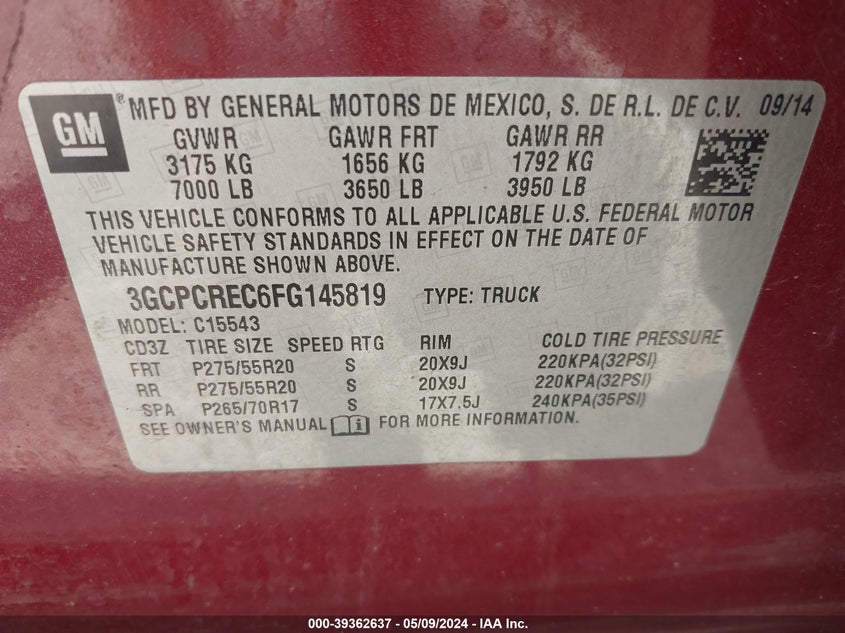 GM ® MFD BY GENERAL MOTORS DE MEXICO, S. DE R.L. DE C.V. 09/14
GVWR GAWR FRT GAWR RR
3175 KG 1656 KG 1792 KG
7000 LB 3650 LB 3950 LB
THIS VEHICLE CONFORMS TO ALL APPLICABLE U.S. FEDERAL MOTOR
VEHICLE SAFETY STANDARDS IN EFFECT ON THE DATE OF
MANUFACTURE SHOWN ABOVE.
3GCPCREC6FG145819 TYPE: TRUCK
MODEL: C15543
CD3Z TIRE SIZE SPEED RTG RIM COLD TIRE PRESSURE
FRT P275/55R20 S 20X9J 220KPA(32PSI)
RR P275/55R20 S 20X9J 220KPA(32PSI)
SPA P265/70R17 S 17X7.5J 240KPA(35PSI)
SEE OWNER'S MANUAL FOR MORE INFORMATION.
000-39362637 - 05/09/2024 - IAA Inc.